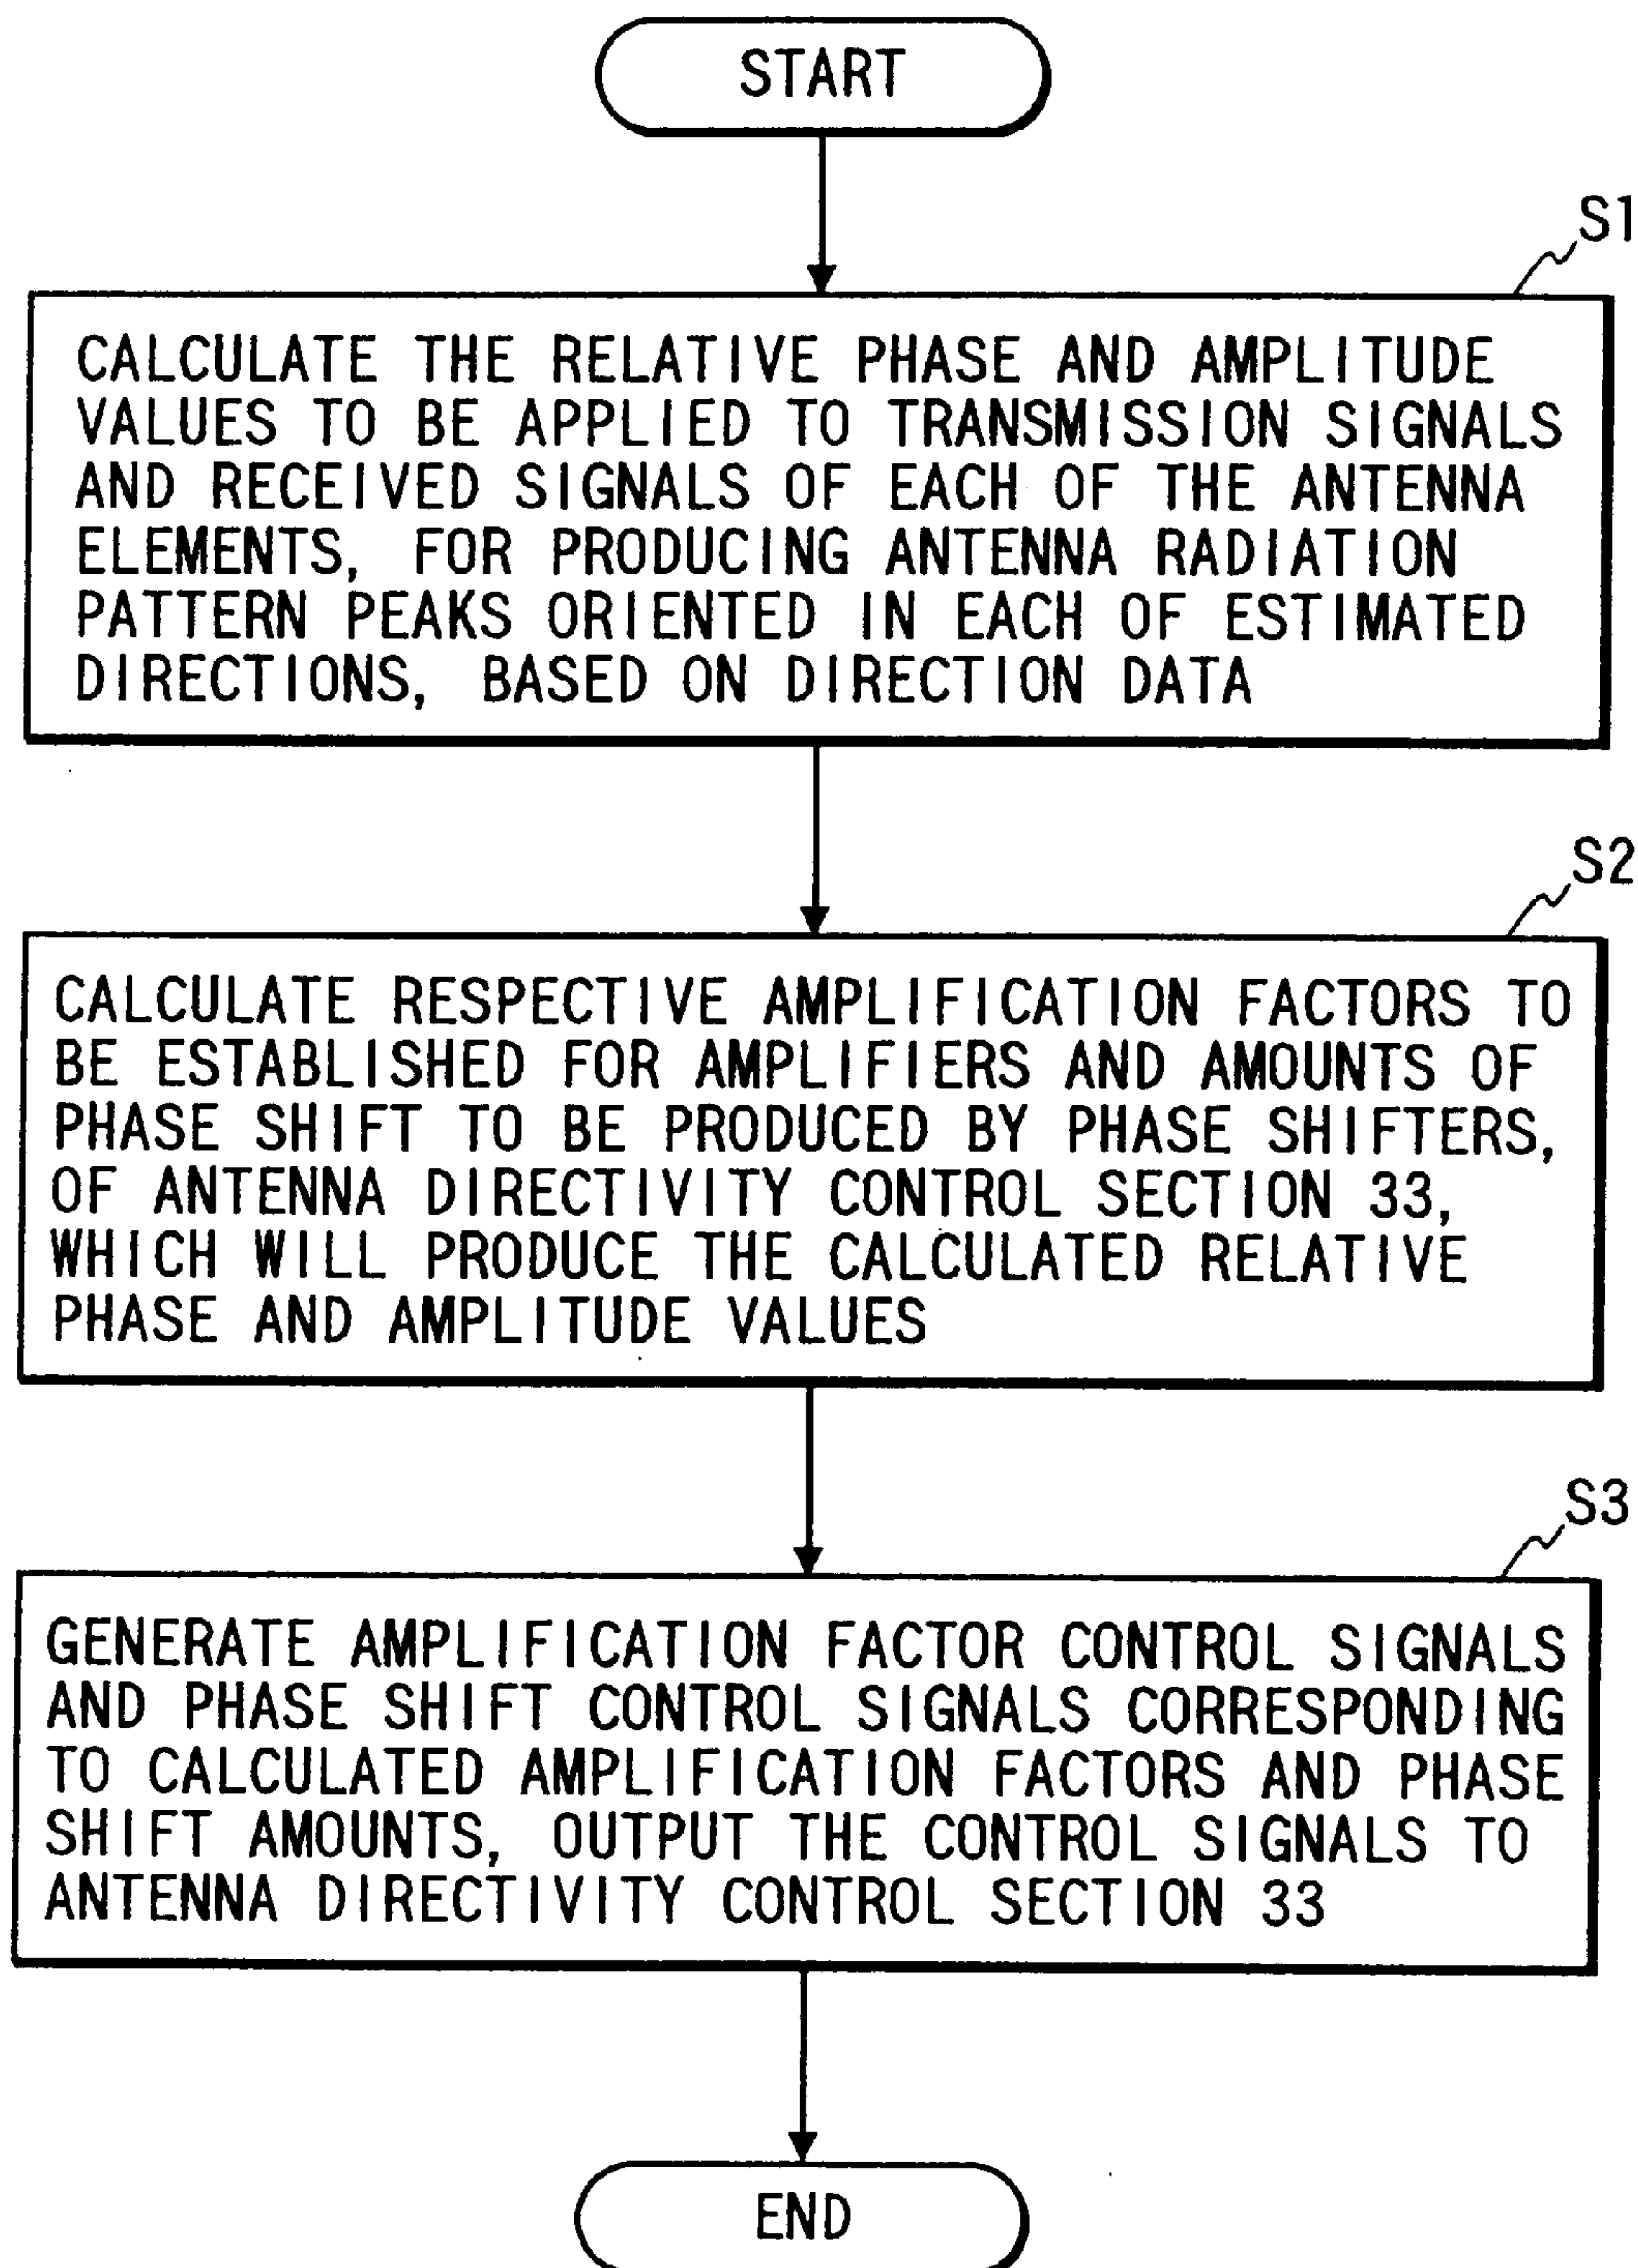 START
S1
CALCULATE THE RELATIVE PHASE AND AMPLITUDE
VALUES TO BE APPLIED TO TRANSMISSION SIGNALS
AND RECEIVED SIGNALS OF EACH OF THE ANTENNA
ELEMENTS, FOR PRODUCING ANTENNA RADIATION
PATTERN PEAKS ORIENTED IN EACH OF ESTIMATED
DIRECTIONS, BASED ON DIRECTION DATA
S2
CALCULATE RESPECTIVE AMPLIFICATION FACTORS TO
BE ESTABLISHED FOR AMPLIFIERS AND AMOUNTS OF
PHASE SHIFT TO BE PRODUCED BY PHASE SHIFTERS,
OF ANTENNA DIRECTIVITY CONTROL SECTION 33,
WHICH WILL PRODUCE THE CALCULATED RELATIVE
PHASE AND AMPLITUDE VALUES
S3
GENERATE AMPLIFICATION FACTOR CONTROL SIGNALS
AND PHASE SHIFT CONTROL SIGNALS CORRESPONDING
TO CALCULATED AMPLIFICATION FACTORS AND PHASE
SHIFT AMOUNTS, OUTPUT THE CONTROL SIGNALS TO
ANTENNA DIRECTIVITY CONTROL SECTION 33
END